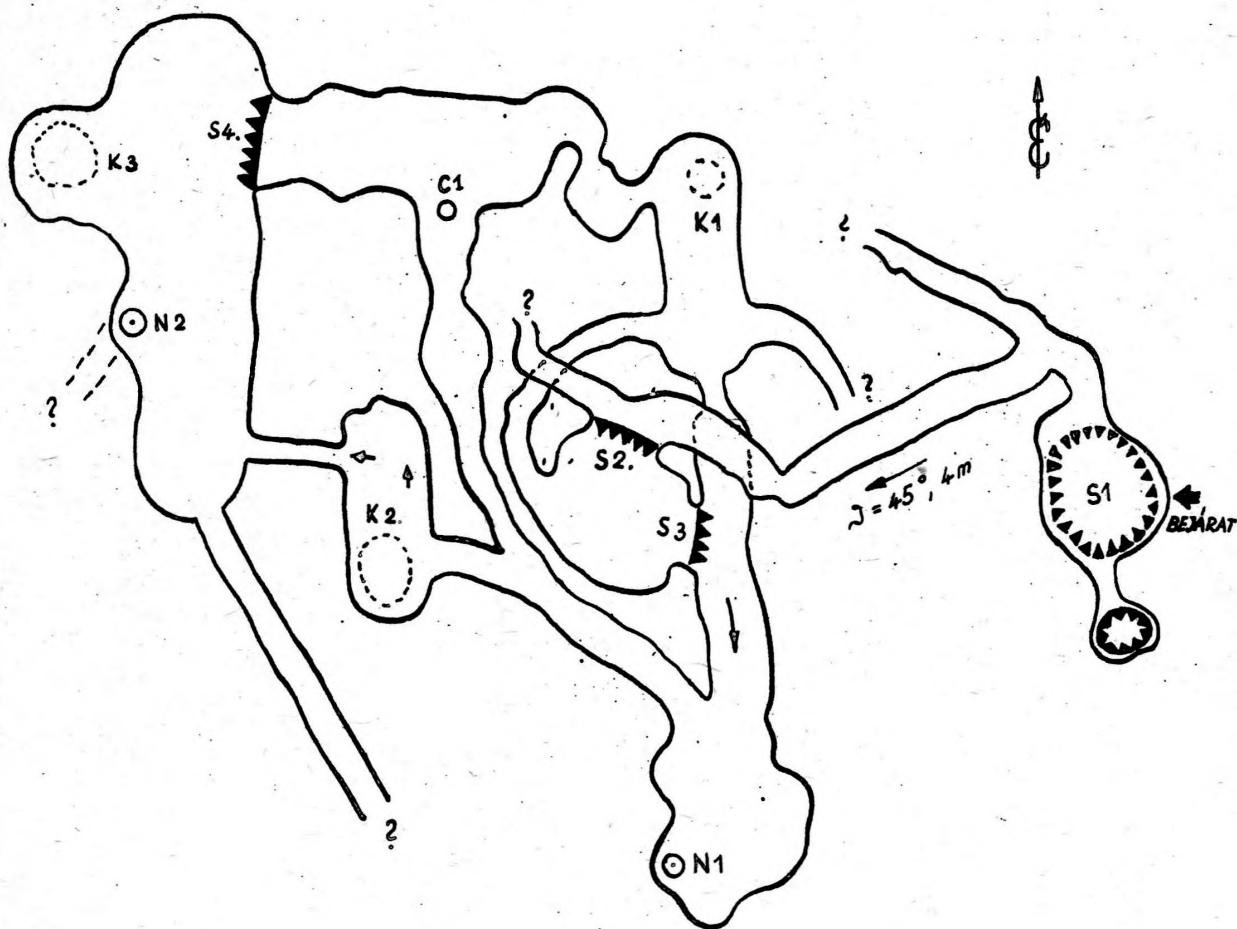 S4.
K3
C1
K1
É
?
?
N2
?
?
S2.
J=45°, 4m
S1
BEJÁRAT
K2.
S3
?
N1